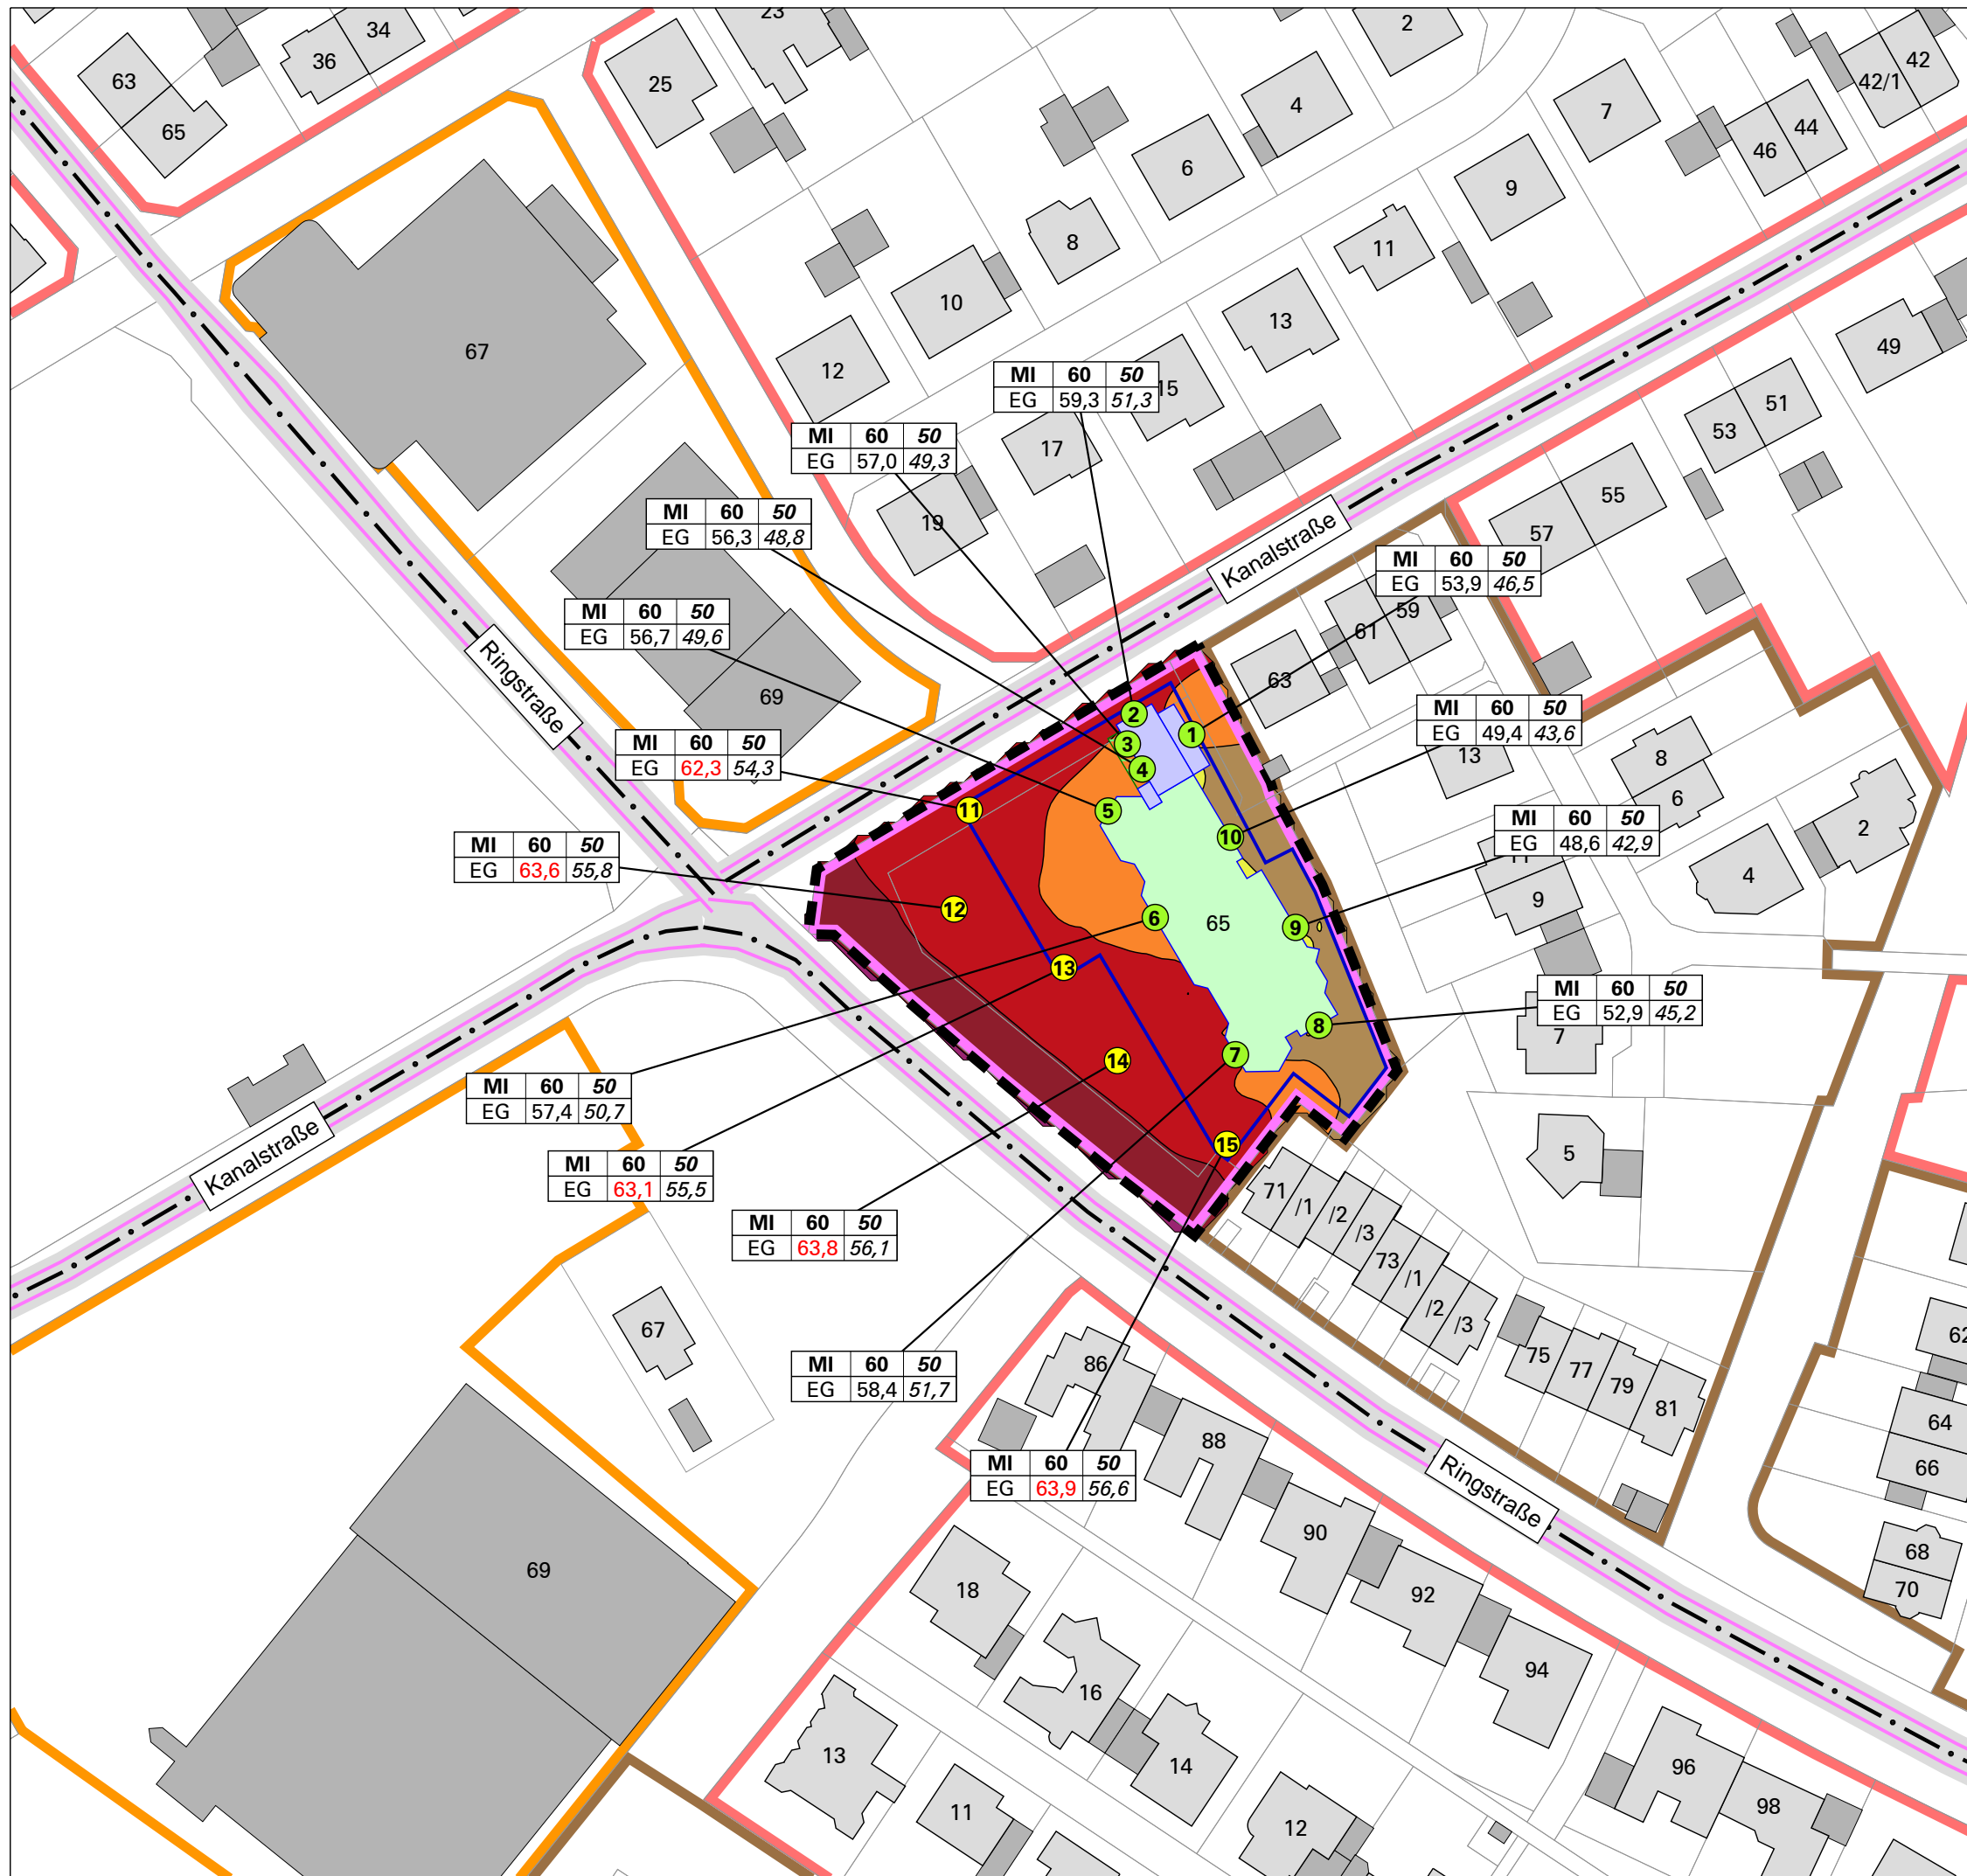 23
34
36
63
65
25
2
4
6
7
42
42/1
44
46
9
8
11
10
13
12
67
49
51
53
55
57
MI 60 50
EG 59,3 51,3
15
17
MI 60 50
EG 57,0 49,3
19
MI 60 50
EG 56,3 48,8
Kanalstraße
MI 60 50
EG 53,9 46,5
59
61
63
MI 60 50
EG 56,7 49,6
Ringstraße
69
MI 60 50
EG 62,3 54,3
MI 60 50
EG 49,4 43,6
13
8
6
2
4
2
1
3
4
5
11
10
MI 60 50
EG 48,6 42,9
11
9
MI 60 50
EG 63,6 55,8
12
6
65
9
13
8
MI 60 50
EG 52,9 45,2
7
7
14
15
MI 60 50
EG 57,4 50,7
Kanalstraße
5
MI 60 50
EG 63,1 55,5
MI 60 50
EG 63,8 56,1
71
/1
/2
/3
73
/1
/2
/3
75
77
79
81
67
MI 60 50
EG 58,4 51,7
86
88
MI 60 50
EG 63,9 56,6
Ringstraße
62
64
66
68
70
90
92
94
69
18
16
14
13
11
12
96
98